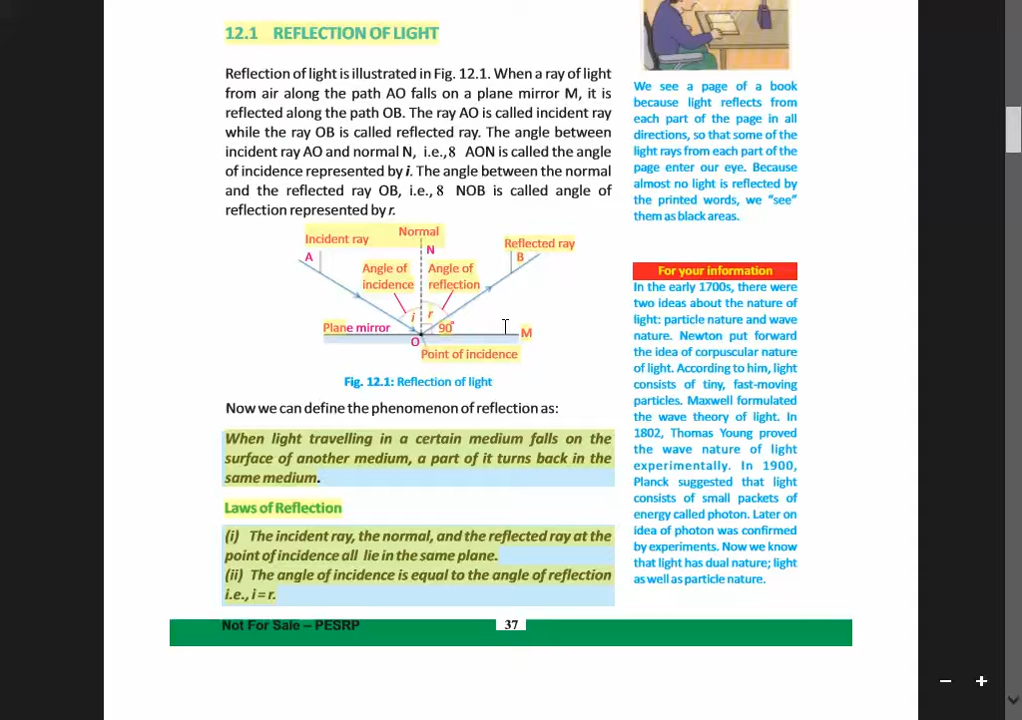 12.1 REFLECTION OF LIGHT
Reflection of light is illustrated in Fig. 12.1. When a ray of light
from air along the path AO falls on a plane mirror M, it is
reflected along the path OB. The ray AO is called incident ray
while the ray OB is called reflected ray. The angle between
incident ray AO and normal N, i.e.,8 AON is called the angle
of incidence represented by i. The angle between the normal
and the reflected ray OB, i.e., 8 NOB is called angle of
reflection represented by r.
Normal
Incident ray
Reflected ray
N
A
B
Angle of
incidence
Angle of
reflection
i
r
Plane mirror
90°
M
O
Point of incidence
Fig. 12.1: Reflection of light
Now we can define the phenomenon of reflection as:
When light travelling in a certain medium falls on the
surface of another medium, a part of it turns back in the
same medium.
Laws of Reflection
(i) The incident ray, the normal, and the reflected ray at the
point of incidence all lie in the same plane.
(ii) The angle of incidence is equal to the angle of reflection
i.e., i = r.
We see a page of a book
because light reflects from
each part of the page in all
directions, so that some of the
light rays from each part of the
page enter our eye. Because
almost no light is reflected by
the printed words, we "see"
them as black areas.
For your information
In the early 1700s, there were
two ideas about the nature of
light: particle nature and wave
nature. Newton put forward
the idea of corpuscular nature
of light. According to him, light
consists of tiny, fast-moving
particles. Maxwell formulated
the wave theory of light. In
1802, Thomas Young proved
the wave nature of light
experimentally. In 1900,
Planck suggested that light
consists of small packets of
energy called photon. Later on
idea of photon was confirmed
by experiments. Now we know
that light has dual nature; light
as well as particle nature.
Not For Sale – PESRP
37